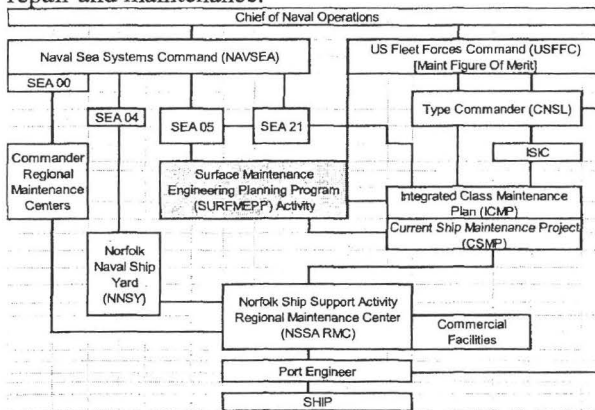 repair and maintenance.
Chief of Naval Operations
Naval Sea Systems Command (NAVSEA)
US Fleet Forces Command (USFFC)
[Maint Figure Of Merit]
SEA 00
SEA 04
SEA 05
SEA 21
Type Commander (CNSL)
ISIC
Commander
Regional
Maintenance
Centers
Surface Maintenance
Engineering Planning Program
(SURFMEPP) Activity
Integrated Class Maintenance
Plan (ICMP)
Current Ship Maintenance Project
(CSMP)
Norfolk
Naval Ship
Yard
(NNSY)
Norfolk Ship Support Activity
Regional Maintenance Center
(NSSA RMC)
Commercial
Facilities
Port Engineer
SHIP